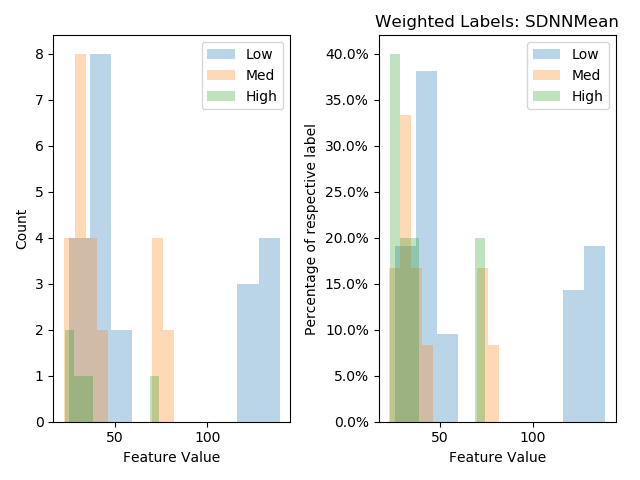 Low
Med
High
8
7
6
5
4
3
2
1
0
Count
50
100
Feature Value
Weighted Labels: SDNNMean
Low
Med
High
40.0%
35.0%
30.0%
25.0%
20.0%
15.0%
10.0%
5.0%
0.0%
Percentage of respective label
50
100
Feature Value